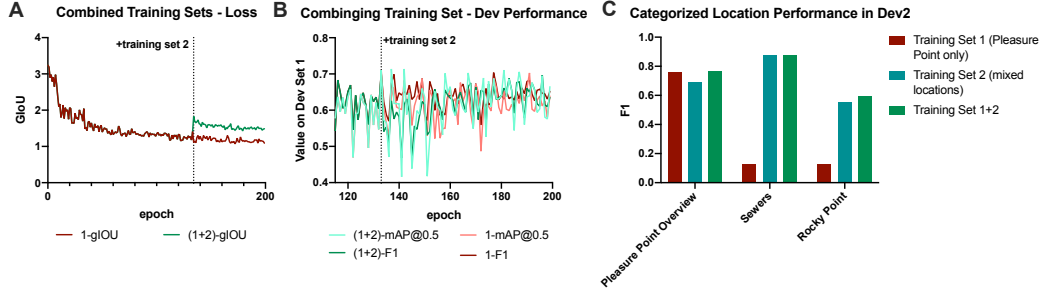 A
Combined Training Sets - Loss
+training set 2
GIoU
4
3
2
1
0
200
epoch
1-gIOU
(1+2)-gIOU
B
Combinging Training Set - Dev Performance
+training set 2
Value on Dev Set 1
0.8
0.7
0.6
0.5
0.4
120
140
160
180
200
epoch
(1+2)-mAP@0.5
1-mAP@0.5
(1+2)-F1
1-F1
C
Categorized Location Performance in Dev2
F1
1.0
0.8
0.6
0.4
0.2
0.0
Pleasure Point Overview
Sewers
Rocky Point
Training Set 1 (Pleasure
Point only)
Training Set 2 (mixed
locations)
Training Set 1+2